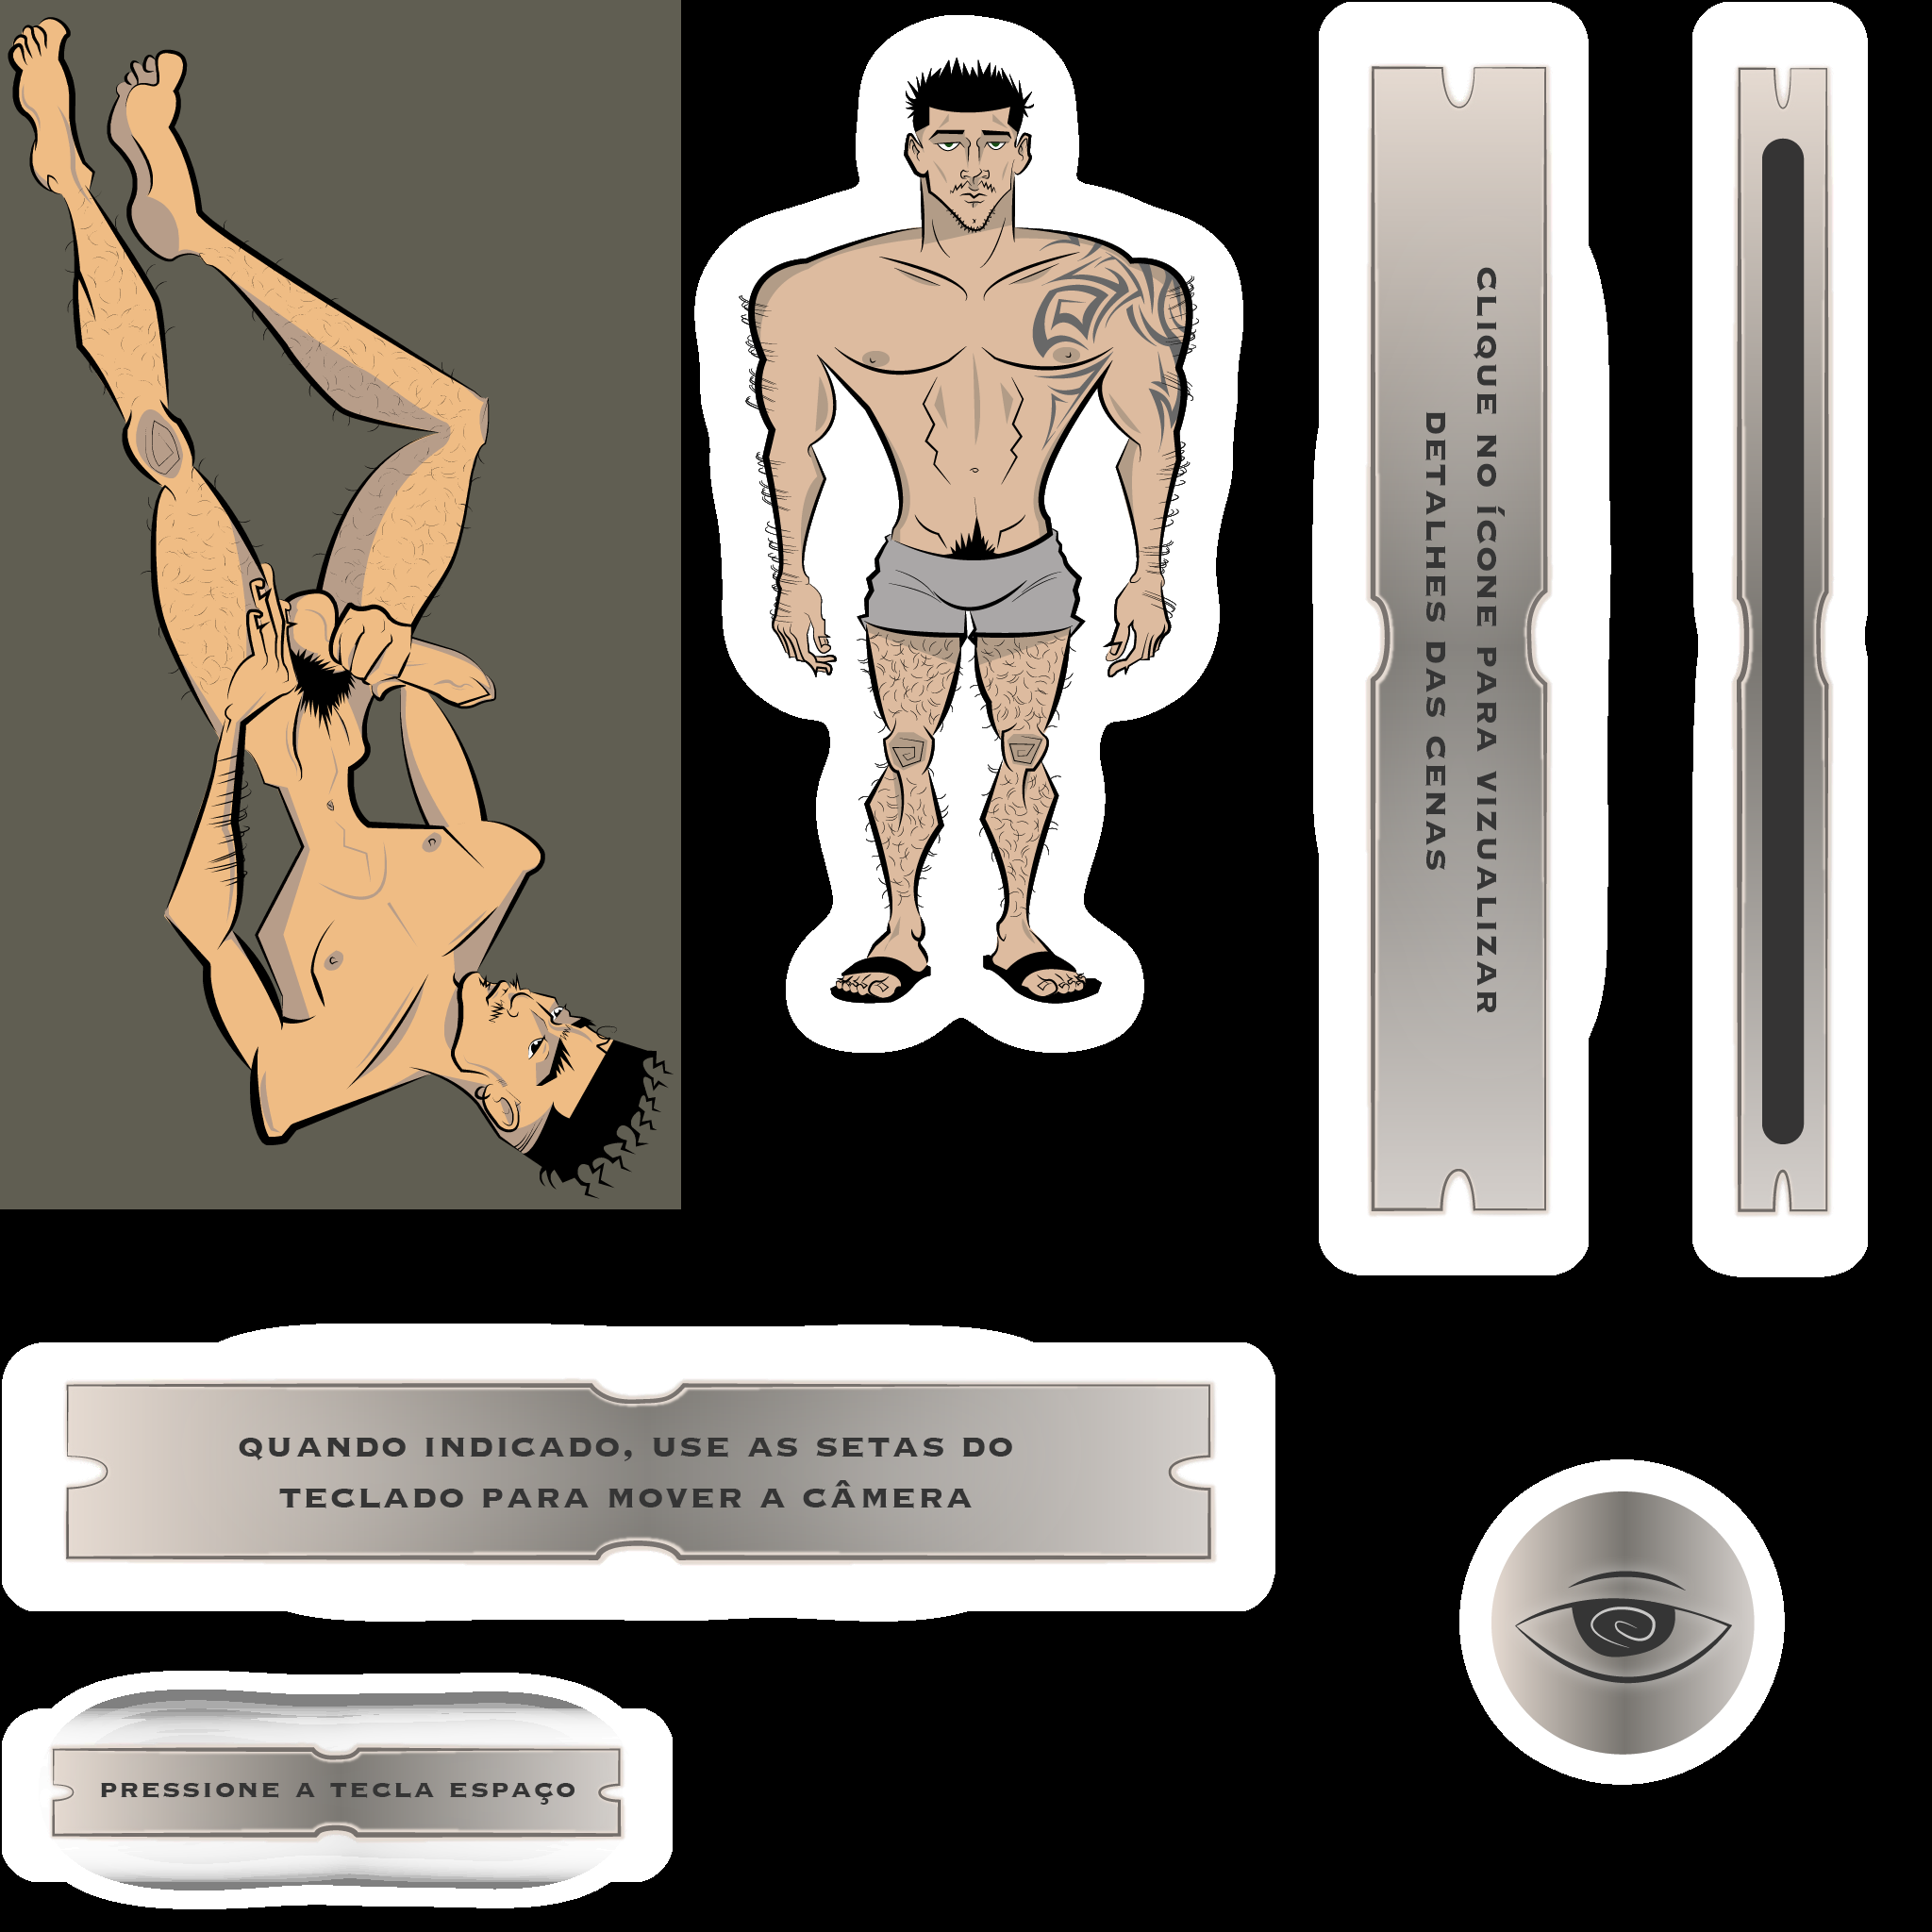 CLIQUE NO ÍCONE PARA VIZUALIZAR
DETALHES DAS CENAS
QUANDO INDICADO, USE AS SETAS DO
TECLADO PARA MOVER A CÂMERA
PRESSIONE A TECLA ESPAÇO